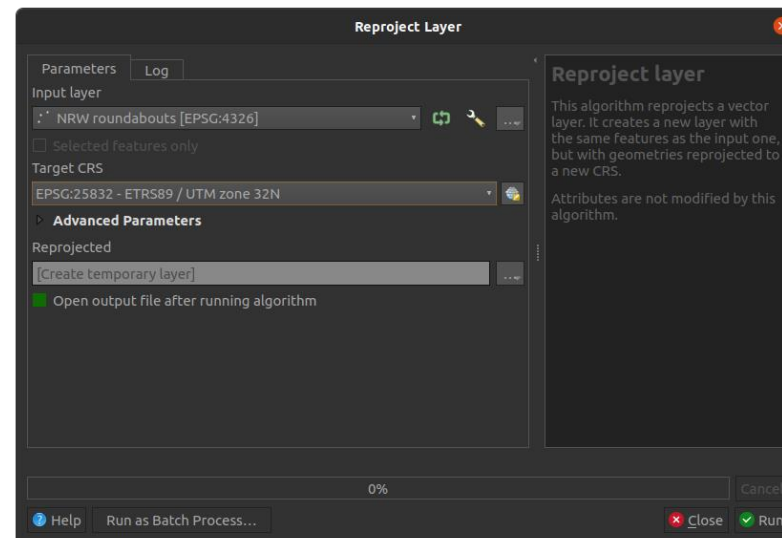 Reproject Layer
Parameters
Log
Input layer
NRW roundabouts [EPSG:4326]
...
Selected features only
Target CRS
EPSG:25832 - ETRS89 / UTM zone 32N
Advanced Parameters
Reprojected
[Create temporary layer]
...
Open output file after running algorithm
Reproject layer
This algorithm reprojects a vector
layer. It creates a new layer with
the same features as the input one,
but with geometries reprojected to
a new CRS.
Attributes are not modified by this
algorithm.
0%
Cancel
Help
Run as Batch Process...
Close
Run